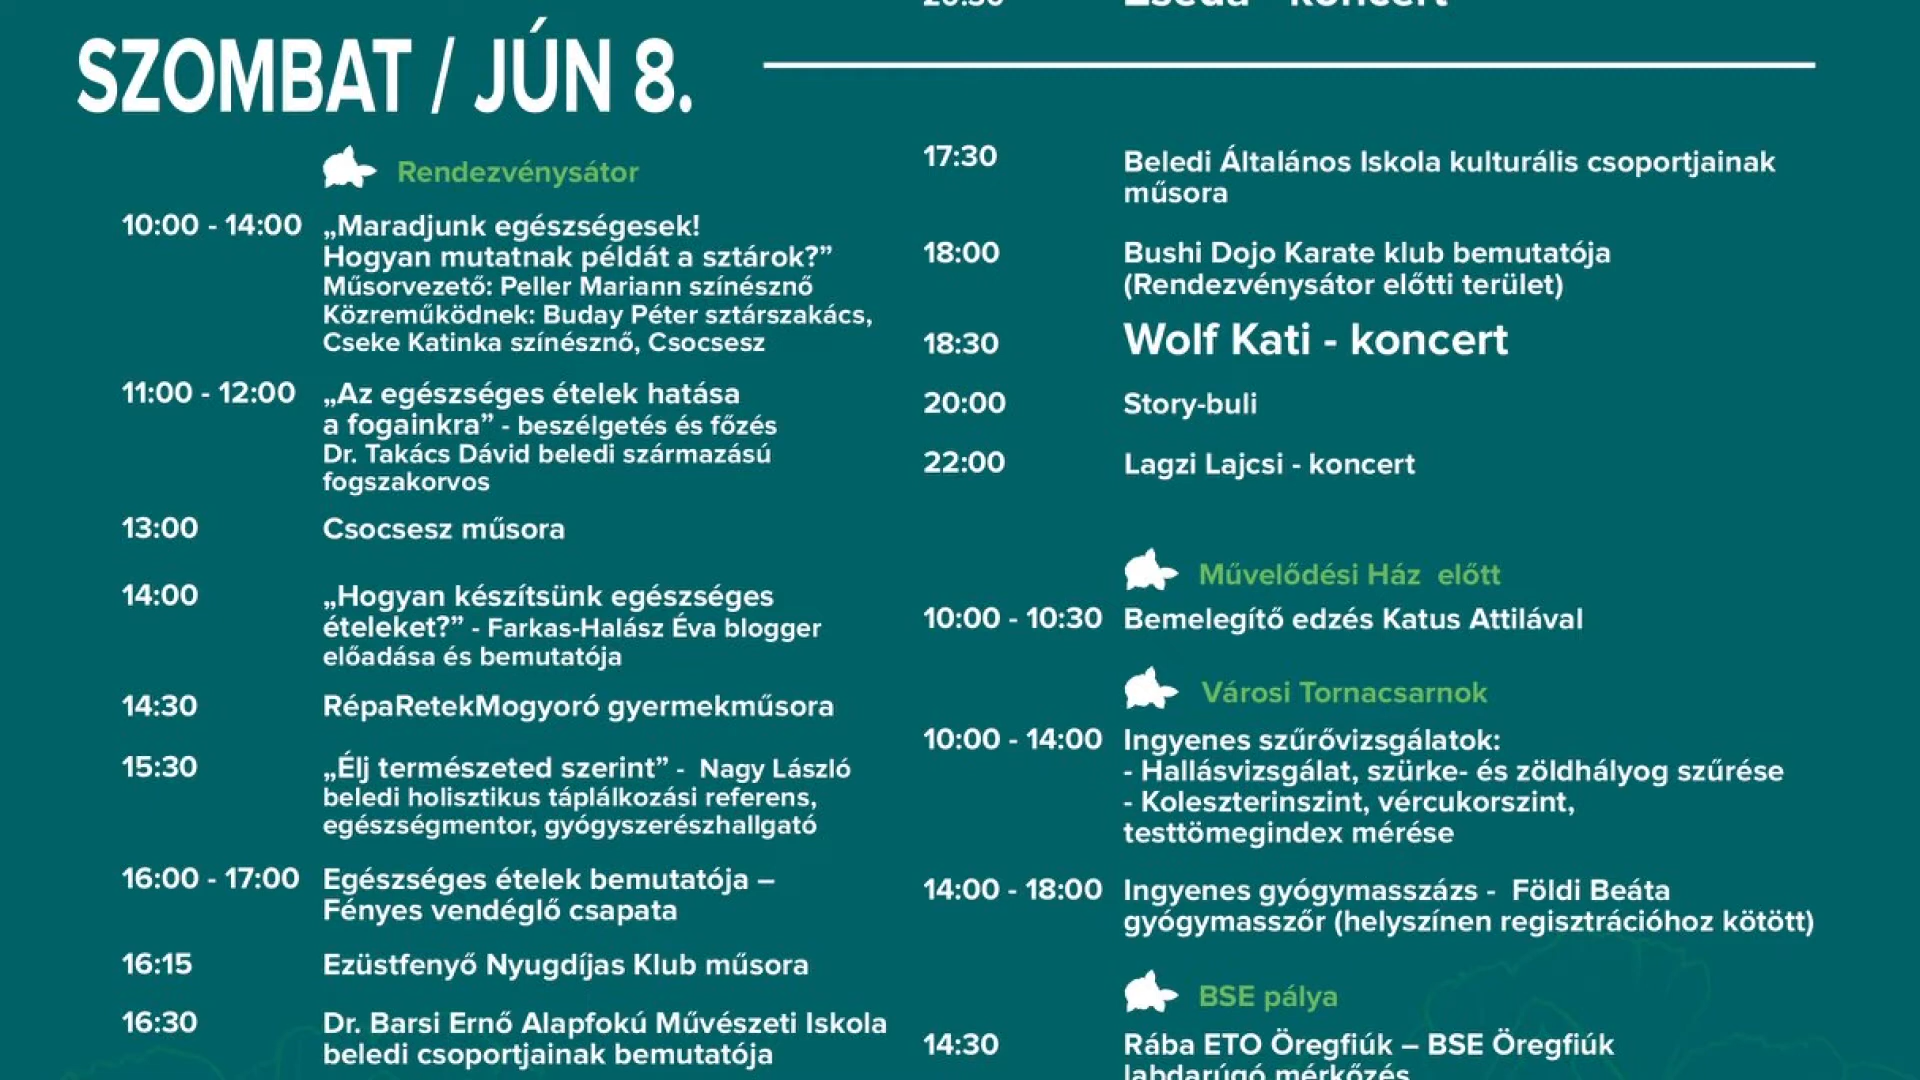 20:30
Zséda - koncert
SZOMBAT / JÚN 8.
Rendezvénysátor
10:00 - 14:00 „Maradjunk egészségesek!
Hogyan mutatnak példát a sztárok?”
Műsorvezető: Peller Mariann színésznő
Közreműködnek: Buday Péter sztárszakács,
Cseke Katinka színésznő, Csocsesz
11:00 - 12:00 „Az egészséges ételek hatása
a fogainkra” - beszélgetés és főzés
Dr. Takács Dávid beledi származású
fogszakorvos
13:00 Csocsesz műsora
14:00 „Hogyan készítsünk egészséges
ételeket?” - Farkas-Halász Éva blogger
előadása és bemutatója
14:30 RépaRetekMogyoró gyermekműsora
15:30 „Élj természeted szerint” - Nagy László
beledi holisztikus táplálkozási referens,
egészségmentor, gyógyszerészhallgató
16:00 - 17:00 Egészséges ételek bemutatója –
Fényes vendéglő csapata
16:15 Ezüstfenyő Nyugdíjas Klub műsora
16:30 Dr. Barsi Ernő Alapfokú Művészeti Iskola
beledi csoportjainak bemutatója
17:30 Beledi Általános Iskola kulturális csoportjainak
műsora
18:00 Bushi Dojo Karate klub bemutatója
(Rendezvénysátor előtti terület)
18:30 Wolf Kati - koncert
20:00 Story-buli
22:00 Lagzi Lajcsi - koncert
Művelődési Ház előtt
10:00 - 10:30 Bemelegítő edzés Katus Attilával
Városi Tornacsarnok
10:00 - 14:00 Ingyenes szűrővizsgálatok:
- Hallásvizsgálat, szürke- és zöldhályog szűrése
- Koleszterinszint, vércukorszint,
testtömegindex mérése
14:00 - 18:00 Ingyenes gyógymasszázs - Földi Beáta
gyógymasszőr (helyszínen regisztrációhoz kötött)
BSE pálya
14:30 Rába ETO Öregfiúk – BSE Öregfiúk
labdarúgó mérkőzés